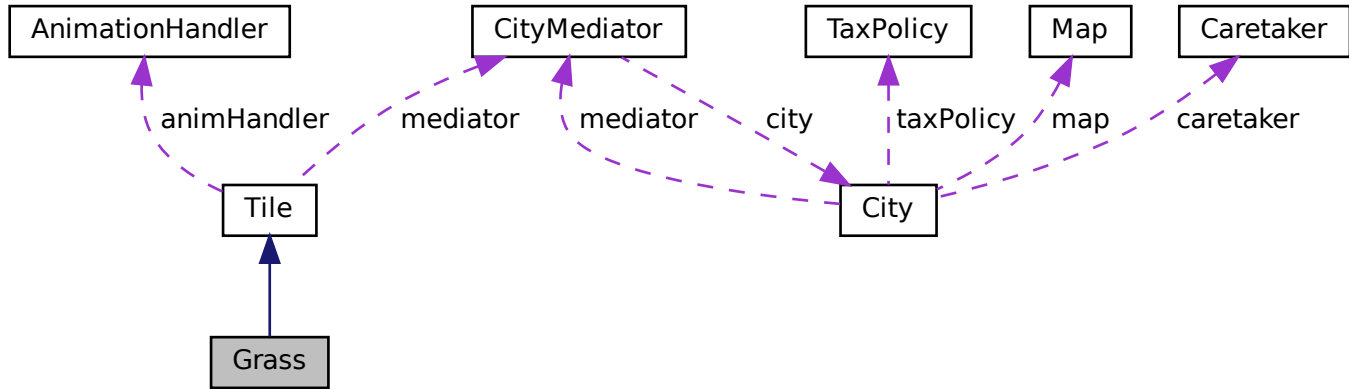 AnimationHandler
CityMediator
TaxPolicy
Map
Caretaker
animHandler
mediator
mediator
city
taxPolicy
map
caretaker
Tile
City
Grass